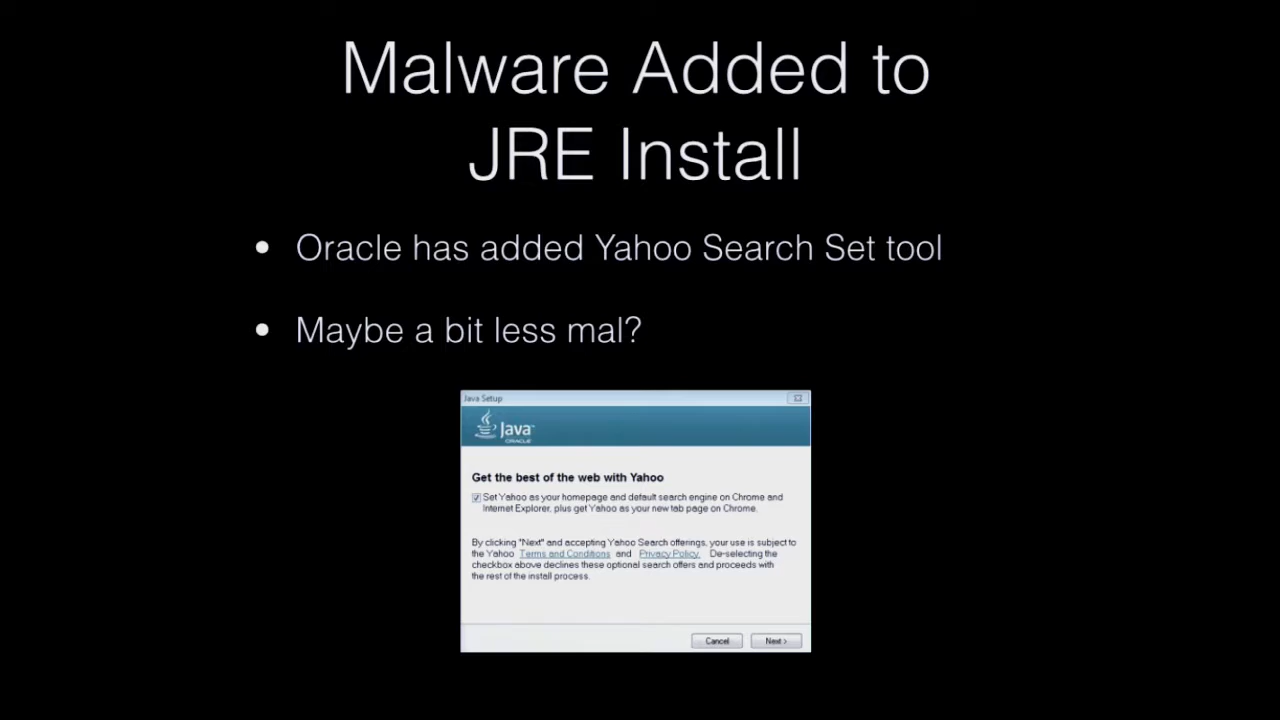 Malware Added to
JRE Install
• Oracle has added Yahoo Search Set tool
• Maybe a bit less mal?
Java Setup
Java™
ORACLE
Get the best of the web with Yahoo
Set Yahoo as your homepage and default search engine on Chrome and
Internet Explorer, plus get Yahoo as your new tab page on Chrome.
By clicking "Next" and accepting Yahoo Search offerings, your use is subject to
the Yahoo Terms and Conditions and Privacy Policy. De-selecting the
checkbox above declines these optional search offers and proceeds with
the rest of the install process.
Cancel
Next >